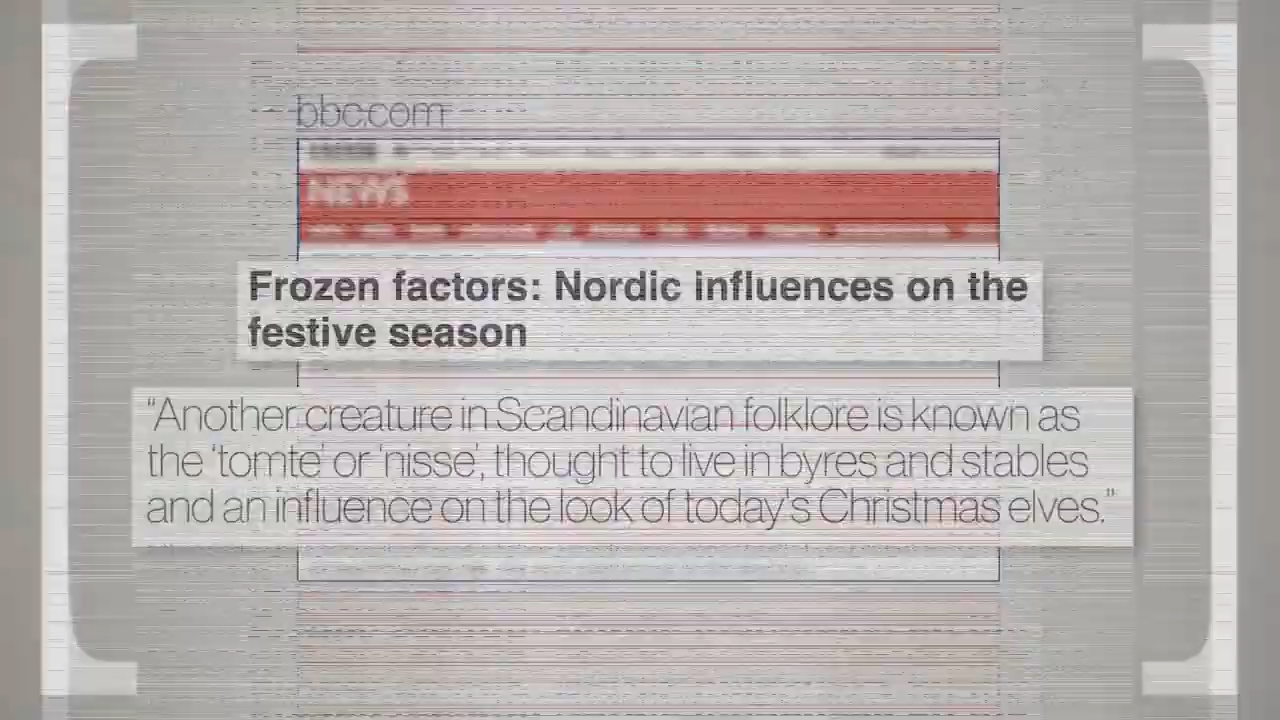 bbc.com
NEWS
Frozen factors: Nordic influences on the
festive season
“Another creature in Scandinavian folklore is known as
the ‘tomte’ or ‘nisse’, thought to live in byres and stables
and an influence on the look of today's Christmas elves.”